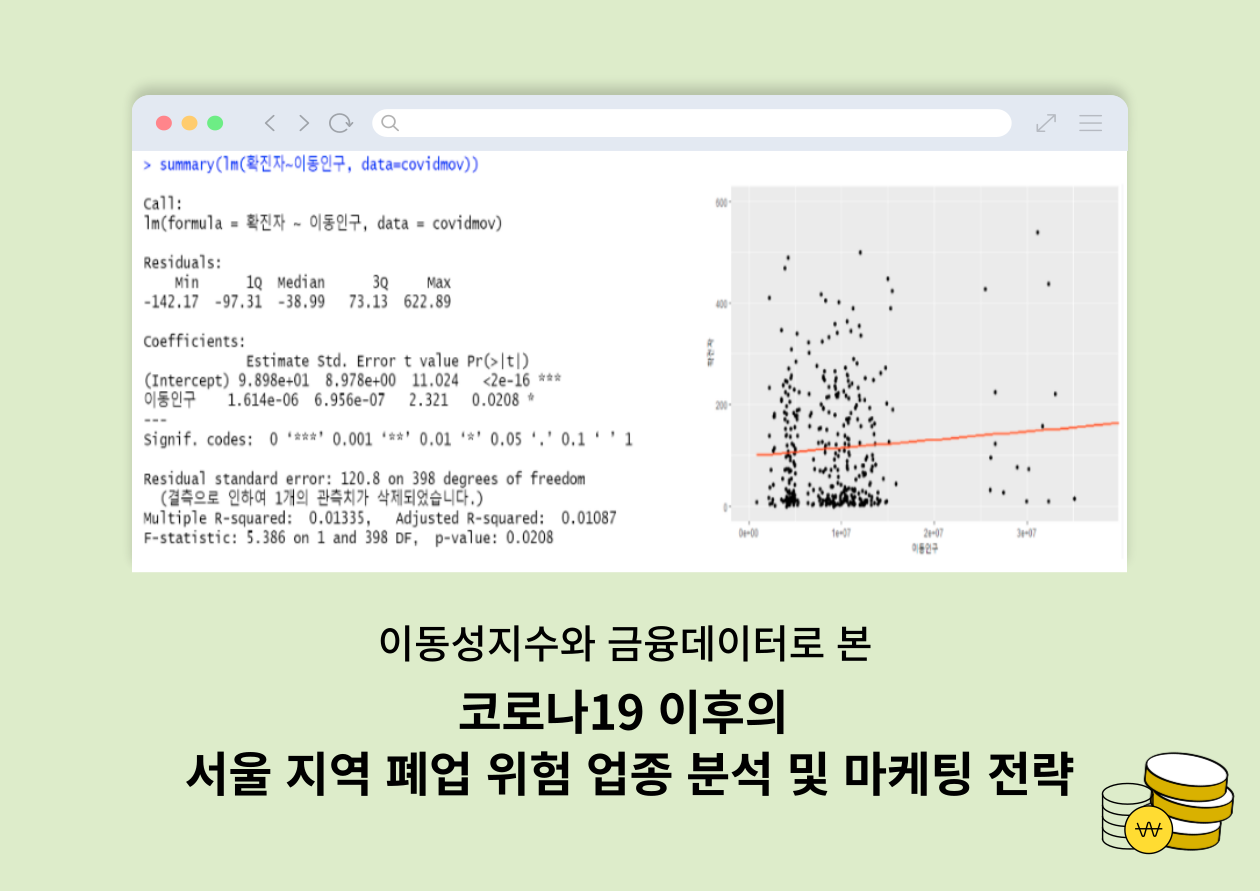 > summary(lm(확진자~이동인구, data=covidmov))
Call:
lm(formula = 확진자 ~ 이동인구, data = covidmov)
Residuals:
Min 1Q Median 3Q Max
-142.17 -97.31 -38.99 73.13 622.89
Coefficients:
Estimate Std. Error t value Pr(>|t|)
(Intercept) 9.898e+01 8.978e+00 11.024 <2e-16 ***
이동인구 1.614e-06 6.956e-07 2.321 0.0208 *
---
Signif. codes: 0 ‘***’ 0.001 ‘**’ 0.01 ‘*’ 0.05 ‘.’ 0.1 ‘ ’ 1
Residual standard error: 120.8 on 398 degrees of freedom
(결측으로 인하여 1개의 관측치가 삭제되었습니다.)
Multiple R-squared: 0.01335, Adjusted R-squared: 0.01087
F-statistic: 5.386 on 1 and 398 DF, p-value: 0.0208
600
400
200
0
확진자
0e+00 1e+07 2e+07 3e+07
이동인구
이동성지수와 금융데이터로 본
코로나19 이후의
서울 지역 폐업 위험 업종 분석 및 마케팅 전략
₩